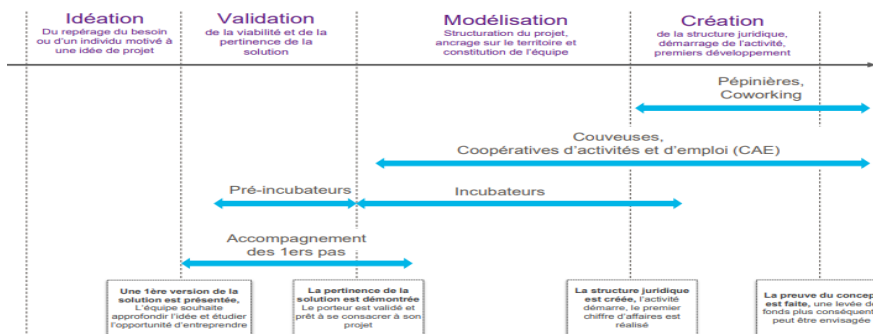 Idéation
Du repérage du besoin
ou d'un individu motivé à
une idée de projet
Validation
de la viabilité et de la
pertinence de la
solution
Modélisation
Structuration du projet,
ancrage sur le territoire et
constitution de l'équipe
Création
de la structure juridique,
démarrage de l'activité,
premiers développement
Pépinières,
Coworking
Couveuses,
Coopératives d'activités et d'emploi (CAE)
Pré-incubateurs
Incubateurs
Accompagnement
des 1ers pas
Une 1ère version de la
solution est présentée,
L'équipe souhaite
approfondir l'idée et étudier
l'opportunité d'entreprendre
La pertinence de la
solution est démontrée
Le porteur est validé et
prêt à se consacrer à son
projet
La structure juridique
est créée, l'activité
démarre, le premier
chiffre d'affaires est
réalisé
La preuve du concep
est faite, une levée de
fonds plus conséquent
peut être envisagée